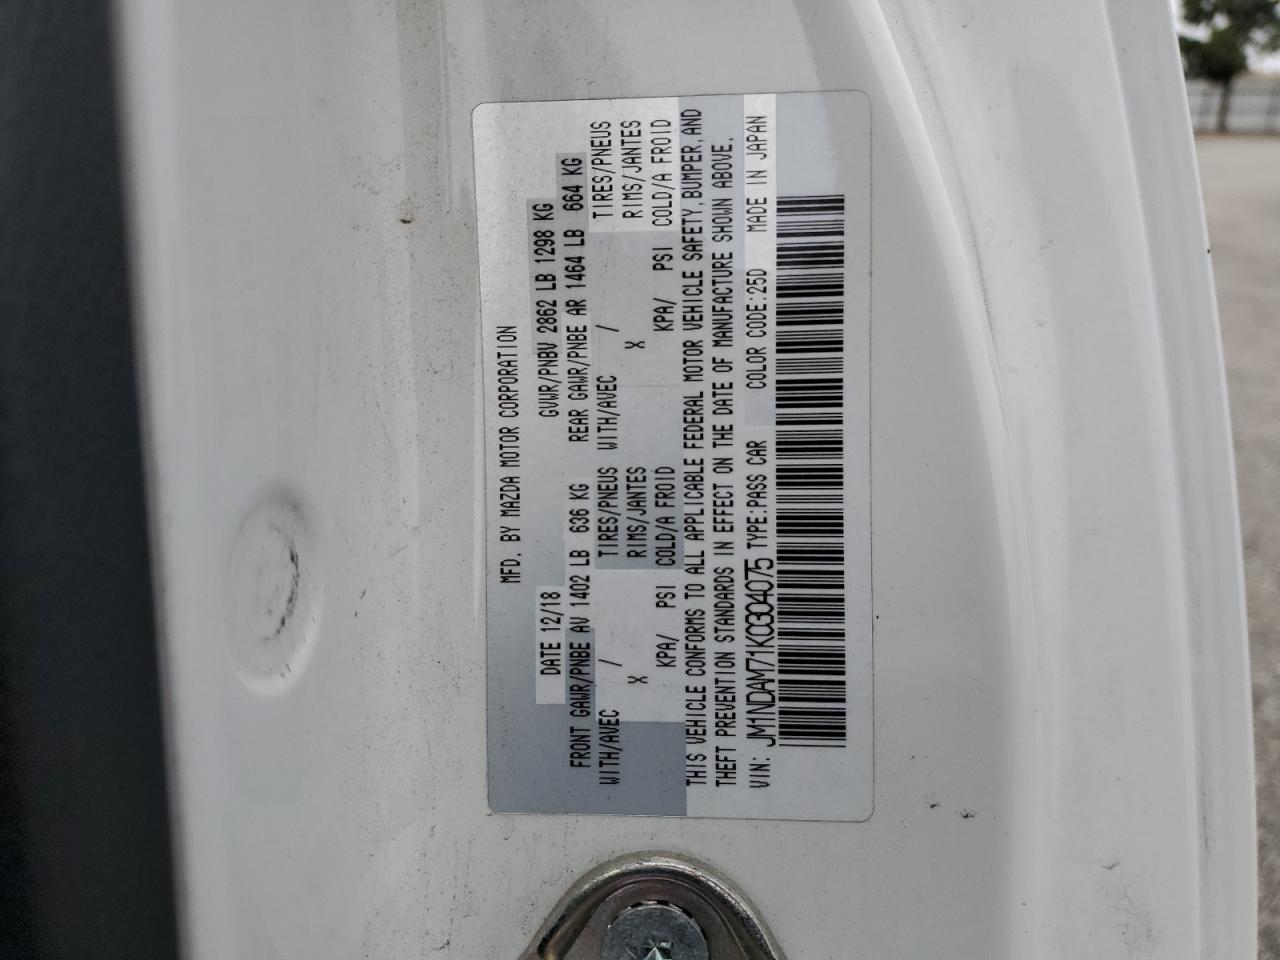 MFD. BY MAZDA MOTOR CORPORATION
DATE 12/18 GVWR/PNBV 2862 LB 1298 KG
FRONT GAWR/PNBE AV 1402 LB 636 KG REAR GAWR/PNBE AR 1464 LB 664 KG
WITH/AVEC / TIRES/PNEUS WITH/AVEC / TIRES/PNEUS
X RIMS/JANTES X RIMS/JANTES
KPA/ PSI COLD/A FROID KPA/ PSI COLD/A FROID
THIS VEHICLE CONFORMS TO ALL APPLICABLE FEDERAL MOTOR VEHICLE SAFETY, BUMPER, AND
THEFT PREVENTION STANDARDS IN EFFECT ON THE DATE OF MANUFACTURE SHOWN ABOVE.
VIN: JM1NDAM71K0304075 TYPE:PASS CAR COLOR CODE:25D MADE IN JAPAN